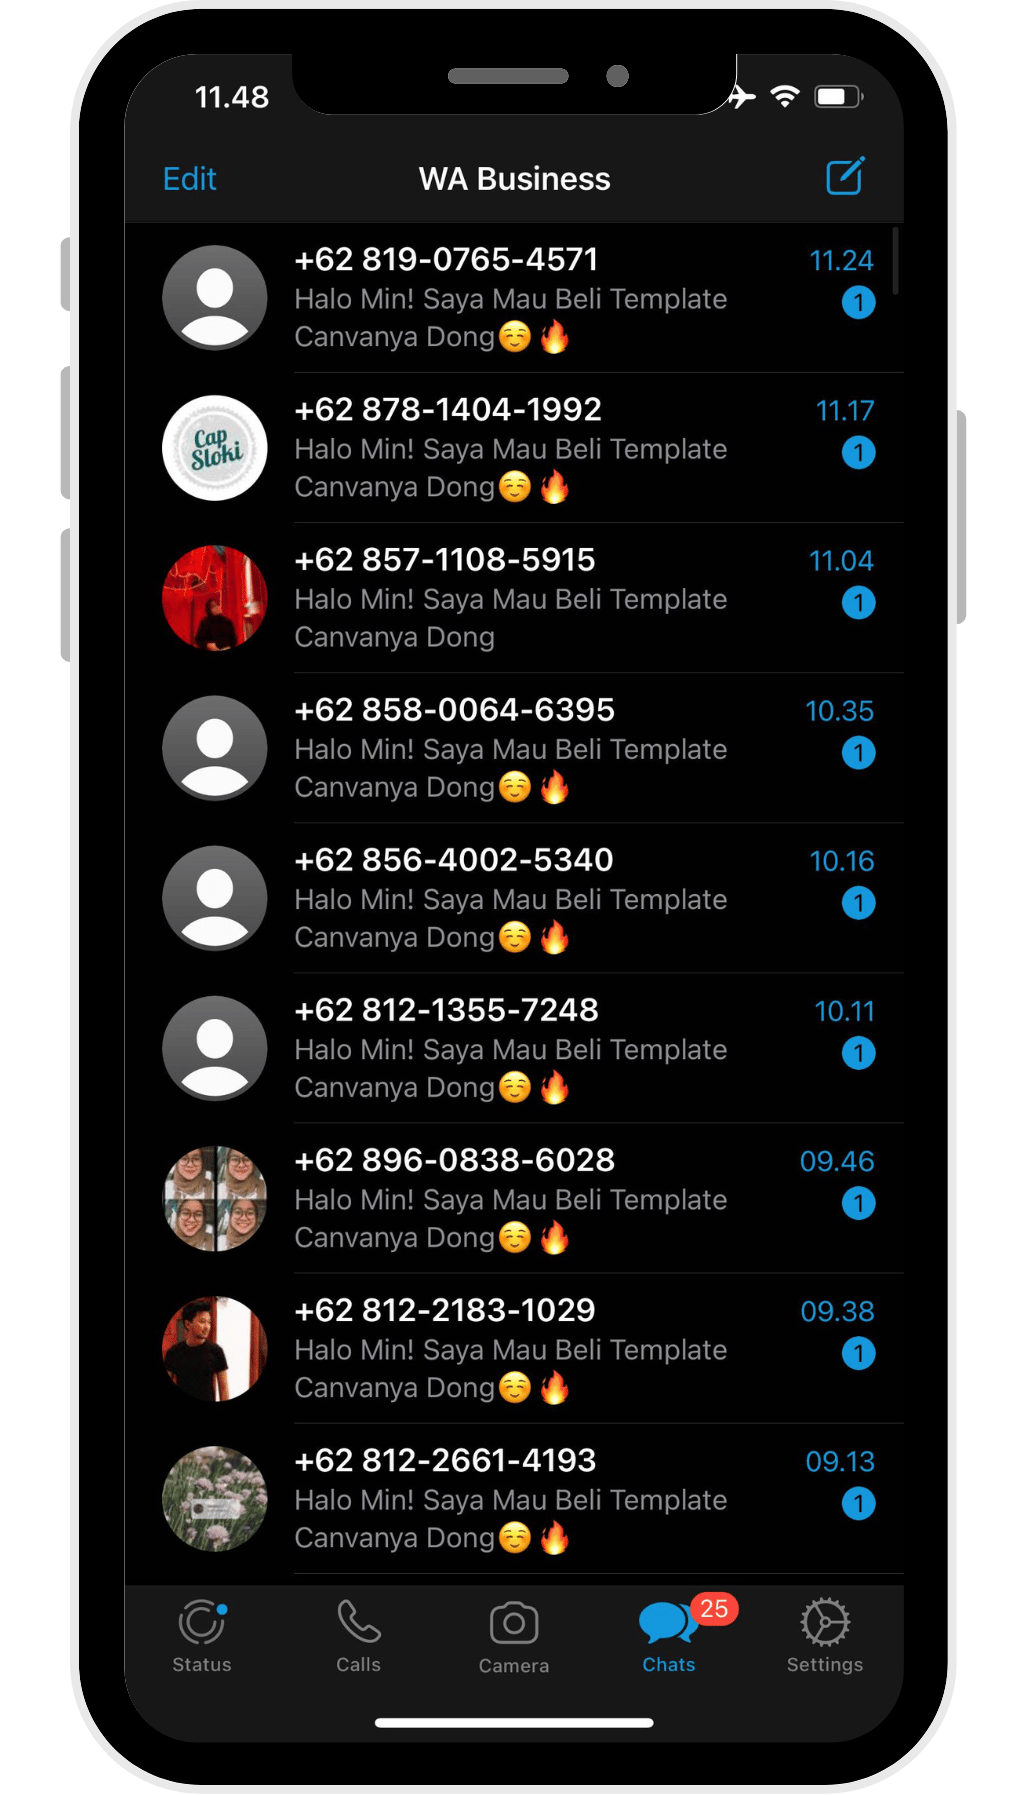 11.48
Edit
WA Business
+62 819-0765-4571
11.24
Halo Min! Saya Mau Beli Template
1
Canvanya Dong☺️🔥
+62 878-1404-1992
11.17
Cap
Sloki
Halo Min! Saya Mau Beli Template
1
Canvanya Dong☺️🔥
+62 857-1108-5915
11.04
Halo Min! Saya Mau Beli Template
1
Canvanya Dong
+62 858-0064-6395
10.35
Halo Min! Saya Mau Beli Template
1
Canvanya Dong☺️🔥
+62 856-4002-5340
10.16
Halo Min! Saya Mau Beli Template
1
Canvanya Dong☺️🔥
+62 812-1355-7248
10.11
Halo Min! Saya Mau Beli Template
1
Canvanya Dong☺️🔥
+62 896-0838-6028
09.46
Halo Min! Saya Mau Beli Template
1
Canvanya Dong☺️🔥
+62 812-2183-1029
09.38
Halo Min! Saya Mau Beli Template
1
Canvanya Dong☺️🔥
+62 812-2661-4193
09.13
Halo Min! Saya Mau Beli Template
1
Canvanya Dong☺️🔥
25
Status
Calls
Camera
Chats
Settings